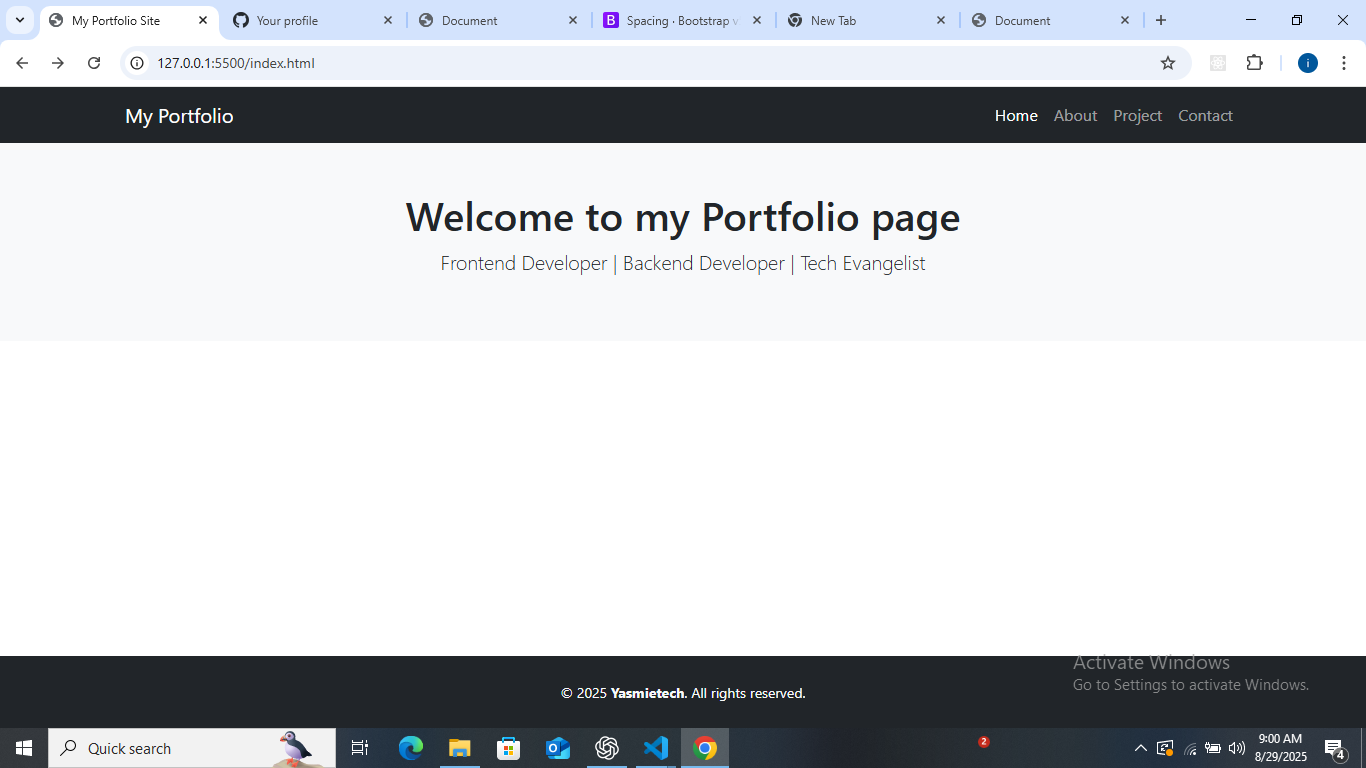 My Portfolio Site
Your profile
Document
B Spacing · Bootstrap v
New Tab
Document
127.0.0.1:5500/index.html
i
My Portfolio
Home About Project Contact
Welcome to my Portfolio page
Frontend Developer | Backend Developer | Tech Evangelist
Activate Windows
Go to Settings to activate Windows.
© 2025 Yasmietech. All rights reserved.
Quick search
2
9:00 AM
8/29/2025
4